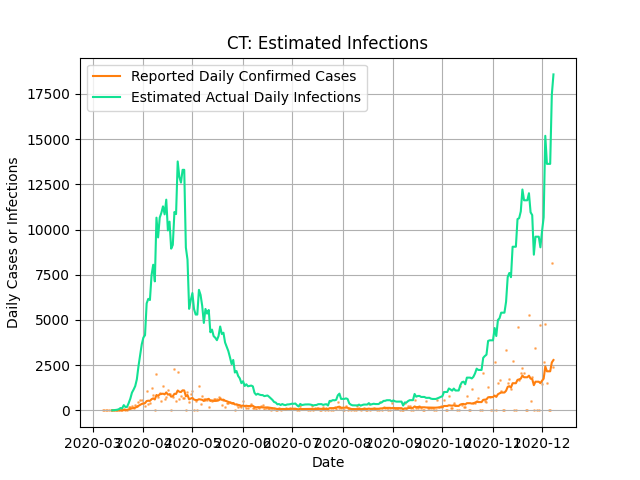 CT: Estimated Infections
Reported Daily Confirmed Cases
Estimated Actual Daily Infections
Daily Cases or Infections
17500
15000
12500
10000
7500
5000
2500
0
2020-03 2020-04 2020-05 2020-06 2020-07 2020-08 2020-09 2020-10 2020-11 2020-12
Date